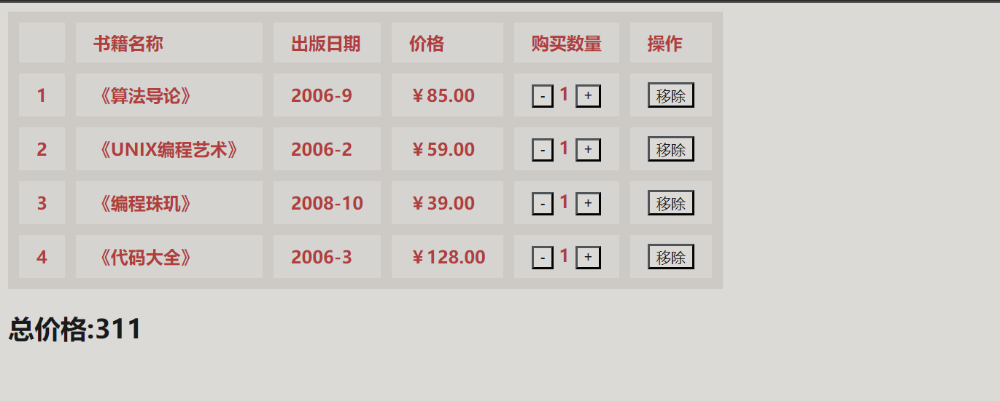 书籍名称 出版日期 价格 购买数量 操作
1 《算法导论》 2006-9 ¥85.00 - 1 + 移除
2 《UNIX编程艺术》 2006-2 ¥59.00 - 1 + 移除
3 《编程珠玑》 2008-10 ¥39.00 - 1 + 移除
4 《代码大全》 2006-3 ¥128.00 - 1 + 移除
总价格:311